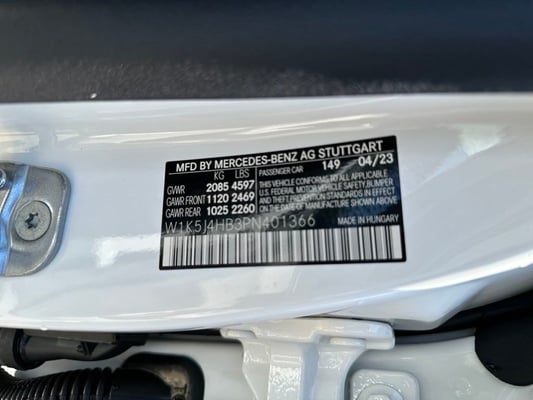 MFD BY MERCEDES-BENZ AG STUTTGART
KG LBS PASSENGER CAR 149 04/23
GVWR 2085 4597
GAWR FRONT 1120 2469
GAWR REAR 1025 2260
THIS VEHICLE CONFORMS TO ALL APPLICABLE
U.S. FEDERAL MOTOR VEHICLE SAFETY, BUMPER
AND THEFT PREVENTION STANDARDS IN EFFECT
ON THE DATE OF MANUFACTURE SHOWN ABOVE.
W1K5J4HB3PN401366
MADE IN HUNGARY